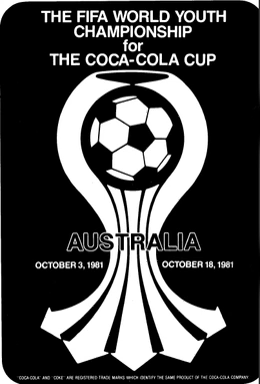 THE FIFA WORLD YOUTH
CHAMPIONSHIP
for
THE COCA-COLA CUP
AUSTRALIA
OCTOBER 3, 1981 OCTOBER 18, 1981
"COCA-COLA" AND "COKE" ARE REGISTERED TRADE MARKS WHICH IDENTIFY THE SAME PRODUCT OF THE COCA-COLA COMPANY